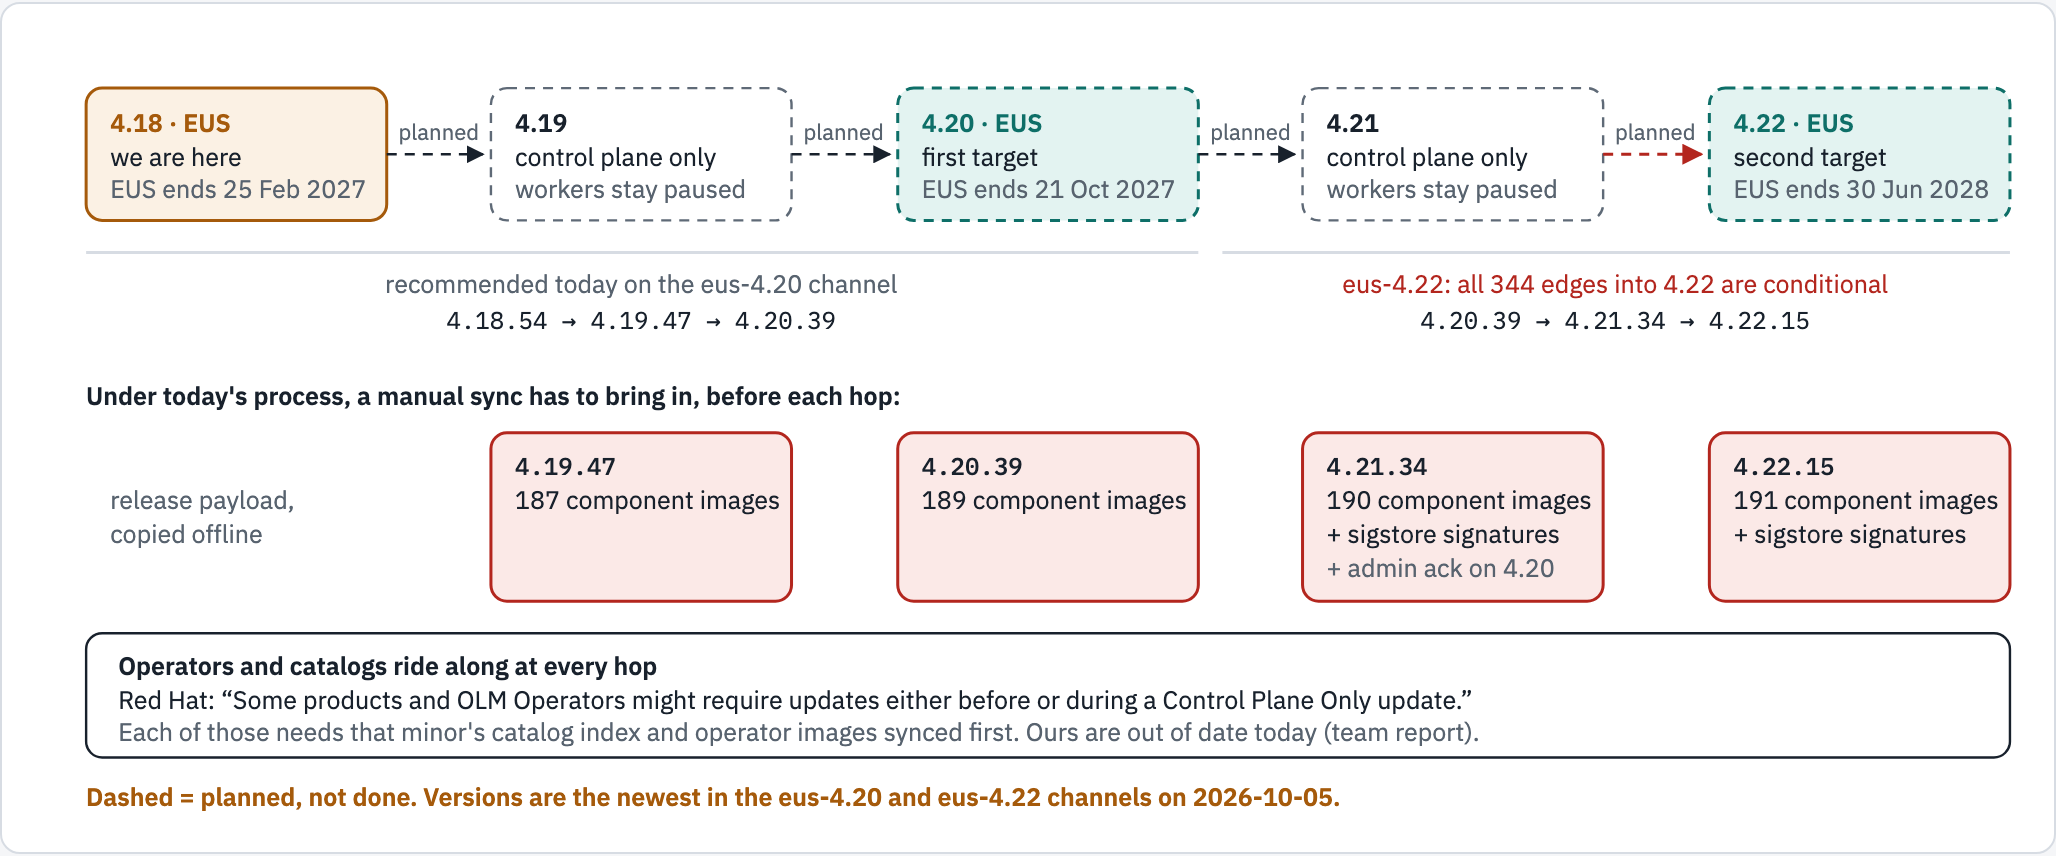 4.18 · EUS
we are here
EUS ends 25 Feb 2027
planned
4.19
control plane only
workers stay paused
planned
4.20 · EUS
first target
EUS ends 21 Oct 2027
planned
4.21
control plane only
workers stay paused
planned
4.22 · EUS
second target
EUS ends 30 Jun 2028
recommended today on the eus-4.20 channel
4.18.54 → 4.19.47 → 4.20.39
eus-4.22: all 344 edges into 4.22 are conditional
4.20.39 → 4.21.34 → 4.22.15
Under today's process, a manual sync has to bring in, before each hop:
release payload,
copied offline
4.19.47
187 component images
4.20.39
189 component images
4.21.34
190 component images
+ sigstore signatures
+ admin ack on 4.20
4.22.15
191 component images
+ sigstore signatures
Operators and catalogs ride along at every hop
Red Hat: “Some products and OLM Operators might require updates either before or during a Control Plane Only update.”
Each of those needs that minor's catalog index and operator images synced first. Ours are out of date today (team report).
Dashed = planned, not done. Versions are the newest in the eus-4.20 and eus-4.22 channels on 2026-10-05.